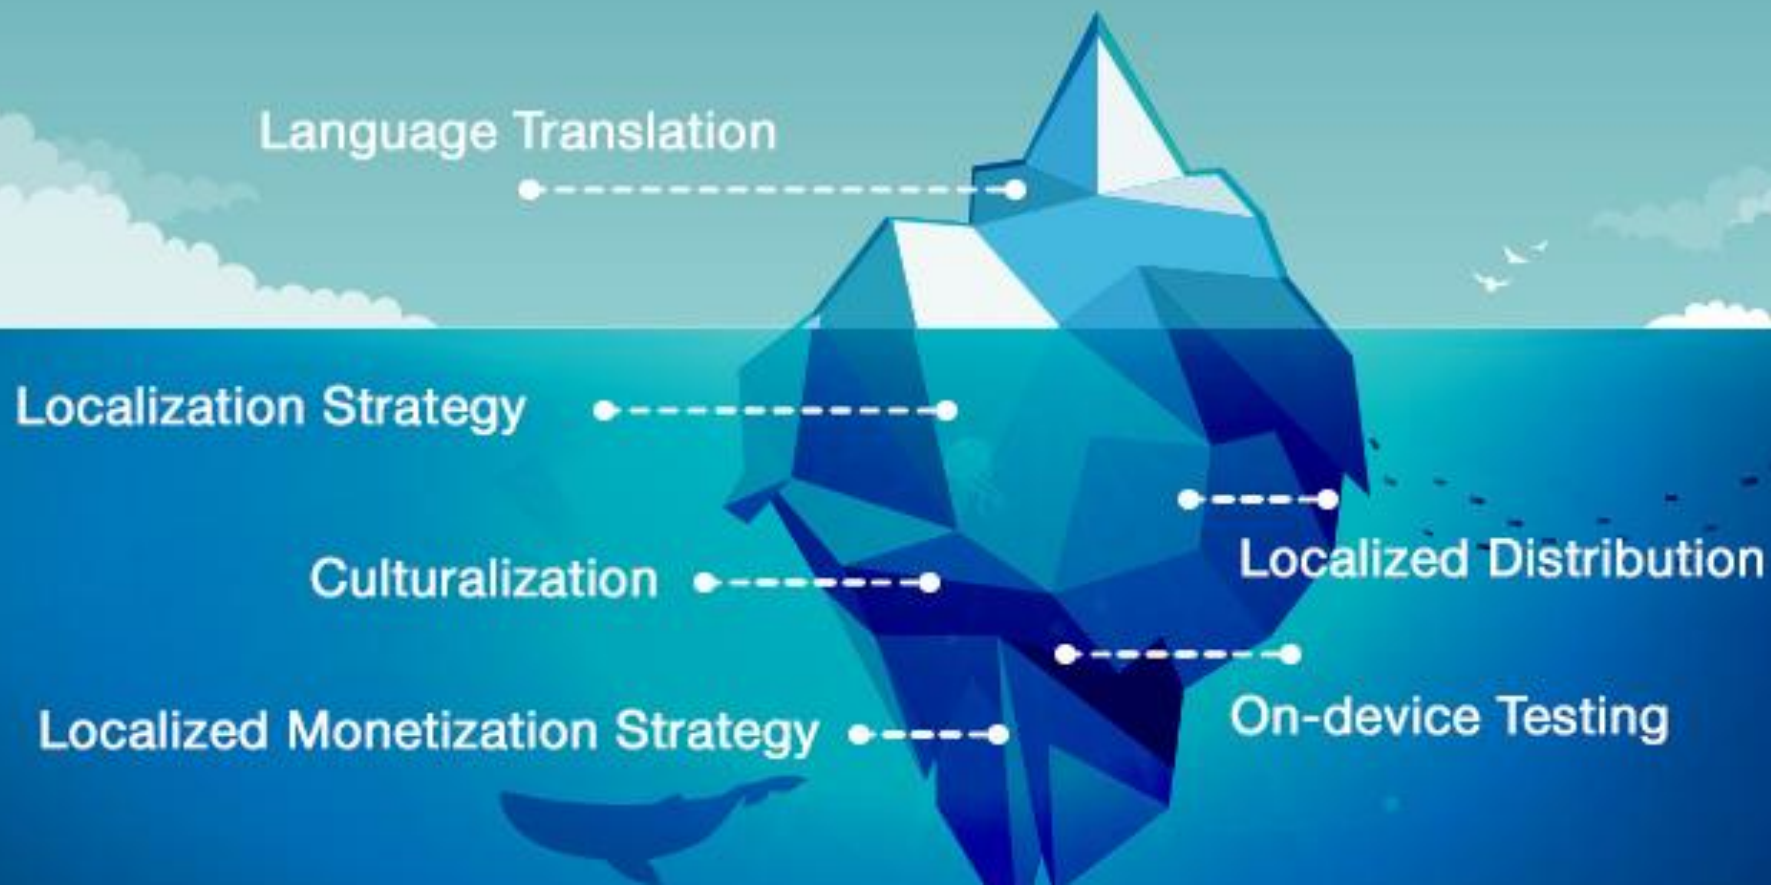 Language Translation
Localization Strategy
Localized Distribution
Culturalization
On-device Testing
Localized Monetization Strategy